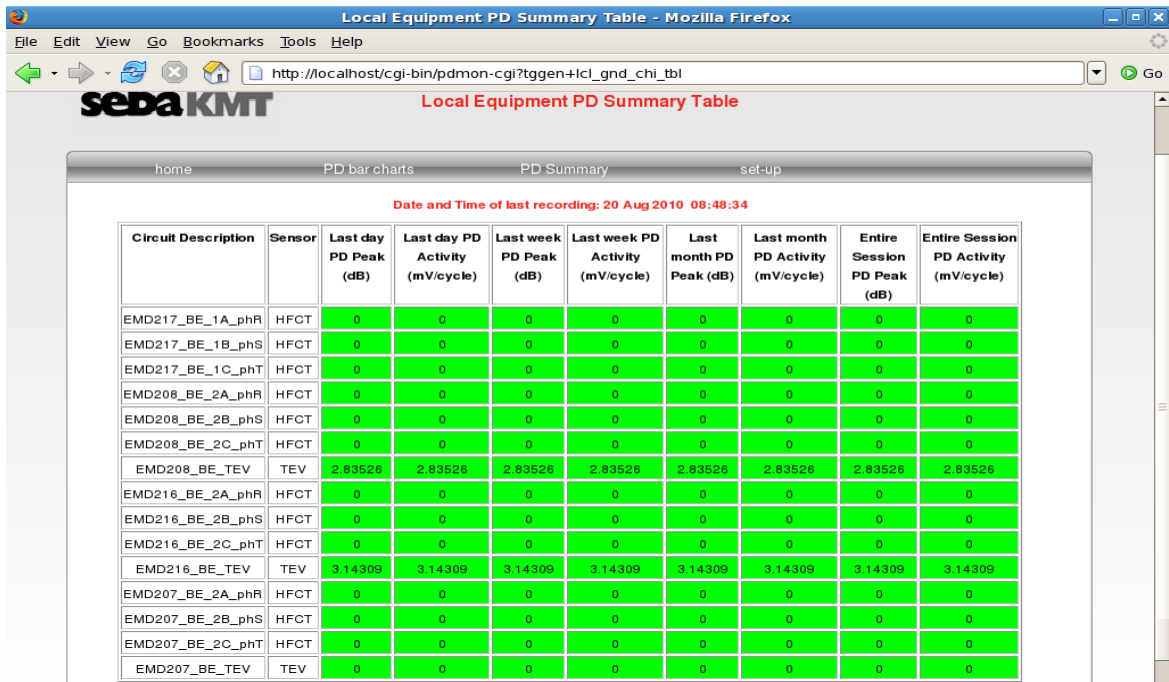 Local Equipment PD Summary Table - Mozilla Firefox
File Edit View Go Bookmarks Tools Help
http://localhost/cgi-bin/pdmon-cgi?tggen+lcl_gnd_chi_tbl Go
seba KMT
Local Equipment PD Summary Table
home PD bar charts PD Summary set-up
Date and Time of last recording: 20 Aug 2010 08:48:34
Circuit Description Sensor Last day PD Peak (dB) Last day PD Activity (mV/cycle) Last week PD Peak (dB) Last week PD Activity (mV/cycle) Last month PD Peak (dB) Last month PD Activity (mV/cycle) Entire Session PD Peak (dB) Entire Session PD Activity (mV/cycle)
EMD217_BE_1A_phR HFCT 0 0 0 0 0 0 0 0
EMD217_BE_1B_phS HFCT 0 0 0 0 0 0 0 0
EMD217_BE_1C_phT HFCT 0 0 0 0 0 0 0 0
EMD208_BE_2A_phR HFCT 0 0 0 0 0 0 0 0
EMD208_BE_2B_phS HFCT 0 0 0 0 0 0 0 0
EMD208_BE_2C_phT HFCT 0 0 0 0 0 0 0 0
EMD208_BE_TEV TEV 2.83526 2.83526 2.83526 2.83526 2.83526 2.83526 2.83526 2.83526
EMD216_BE_2A_phR HFCT 0 0 0 0 0 0 0 0
EMD216_BE_2B_phS HFCT 0 0 0 0 0 0 0 0
EMD216_BE_2C_phT HFCT 0 0 0 0 0 0 0 0
EMD216_BE_TEV TEV 3.14309 3.14309 3.14309 3.14309 3.14309 3.14309 3.14309 3.14309
EMD207_BE_2A_phR HFCT 0 0 0 0 0 0 0 0
EMD207_BE_2B_phS HFCT 0 0 0 0 0 0 0 0
EMD207_BE_2C_phT HFCT 0 0 0 0 0 0 0 0
EMD207_BE_TEV TEV 0 0 0 0 0 0 0 0